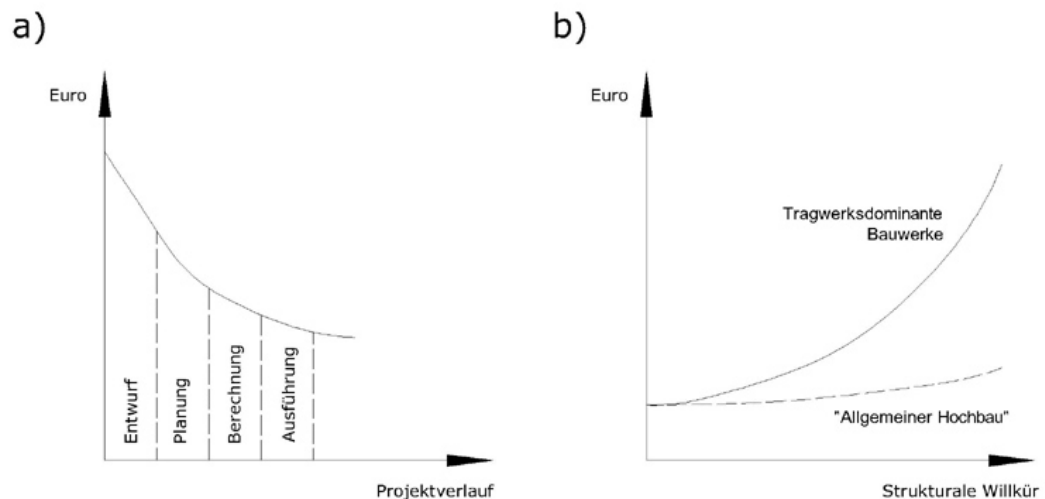 a)
Euro
Entwurf
Planung
Berechnung
Ausführung
Projektverlauf
b)
Euro
Tragwerksdominante
Bauwerke
"Allgemeiner Hochbau"
Strukturale Willkür